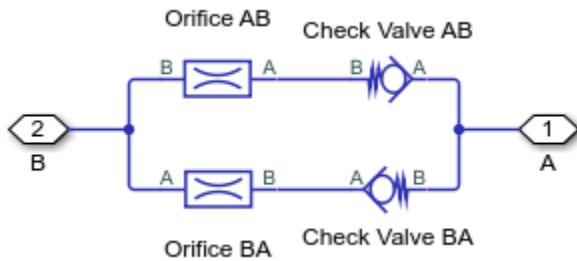 Orifice AB
Check Valve AB
B A B A
2
B
1
A
A B A B
Orifice BA
Check Valve BA